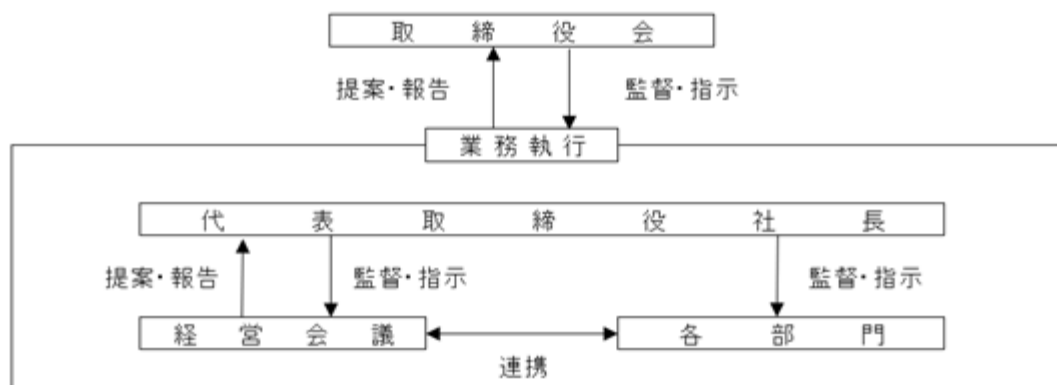 取締役会
提案・報告 監督・指示
業務執行
代表取締役社長
提案・報告 監督・指示 監督・指示
経営会議 各部門
連携